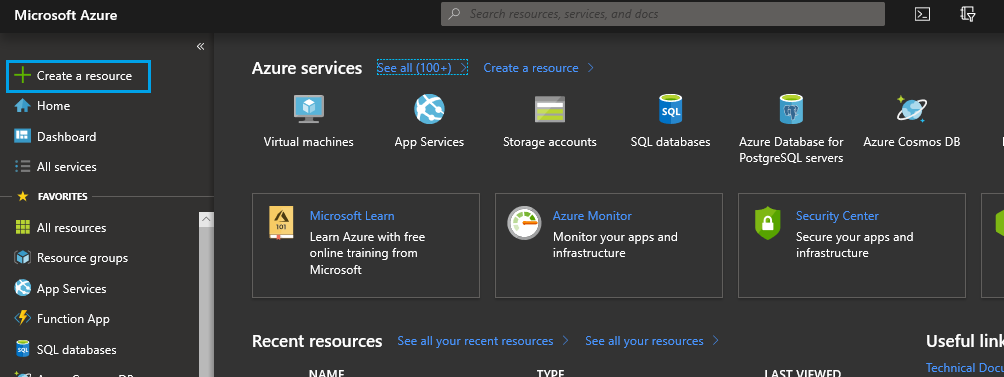 Microsoft Azure
Search resources, services, and docs
«
Create a resource
Home
Dashboard
All services
FAVORITES
All resources
Resource groups
App Services
Function App
SQL databases
Azure services
See all (100+)
Create a resource
Virtual machines
App Services
Storage accounts
SQL
SQL databases
Azure Database for
PostgreSQL servers
Azure Cosmos DB
101
Microsoft Learn
Learn Azure with free
online training from
Microsoft
Azure Monitor
Monitor your apps and
infrastructure
Security Center
Secure your apps and
infrastructure
Recent resources
See all your recent resources
See all your resources
NAME
TYPE
LAST VIEWED
Useful link
Technical Docu